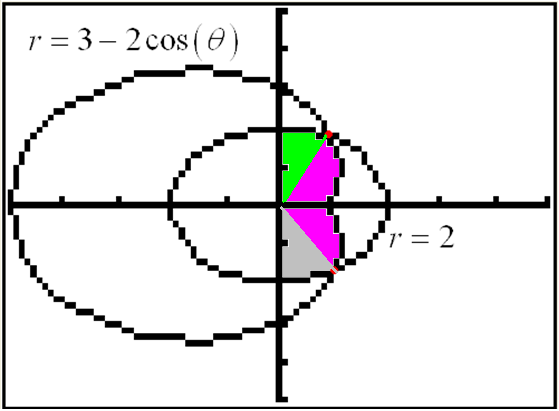 r = 3 − 2cos(θ)
r = 2